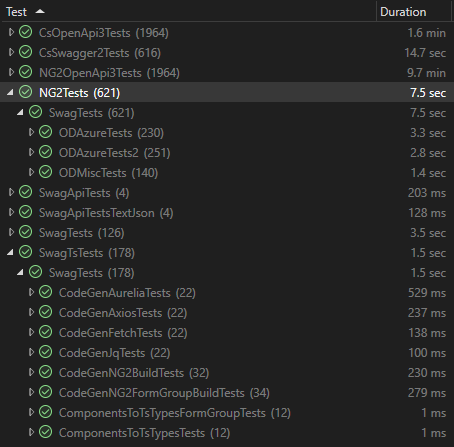 Test Duration
CsOpenApi3Tests (1964) 1.6 min
CsSwagger2Tests (616) 14.7 sec
NG2OpenApi3Tests (1964) 9.7 min
NG2Tests (621) 7.5 sec
SwagTests (621) 7.5 sec
ODAzureTests (230) 3.3 sec
ODAzureTests2 (251) 2.8 sec
ODMiscTests (140) 1.4 sec
SwagApiTests (4) 203 ms
SwagApiTestsTextJson (4) 128 ms
SwagTests (126) 3.5 sec
SwagTsTests (178) 1.5 sec
SwagTests (178) 1.5 sec
CodeGenAureliaTests (22) 529 ms
CodeGenAxiosTests (22) 237 ms
CodeGenFetchTests (22) 138 ms
CodeGenJqTests (22) 100 ms
CodeGenNG2BuildTests (32) 230 ms
CodeGenNG2FormGroupBuildTests (34) 279 ms
ComponentsToTsTypesFormGroupTests (12) 1 ms
ComponentsToTsTypesTests (12) 1 ms